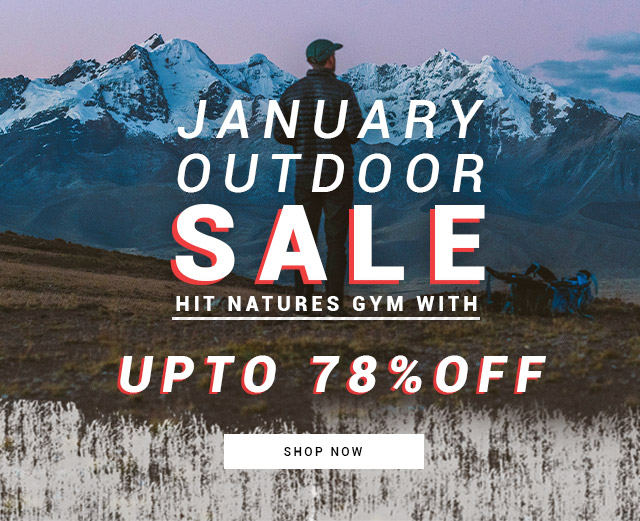 JANUARY
OUTDOOR
SALE
HIT NATURES GYM WITH
UPTO 78%OFF
SHOP NOW